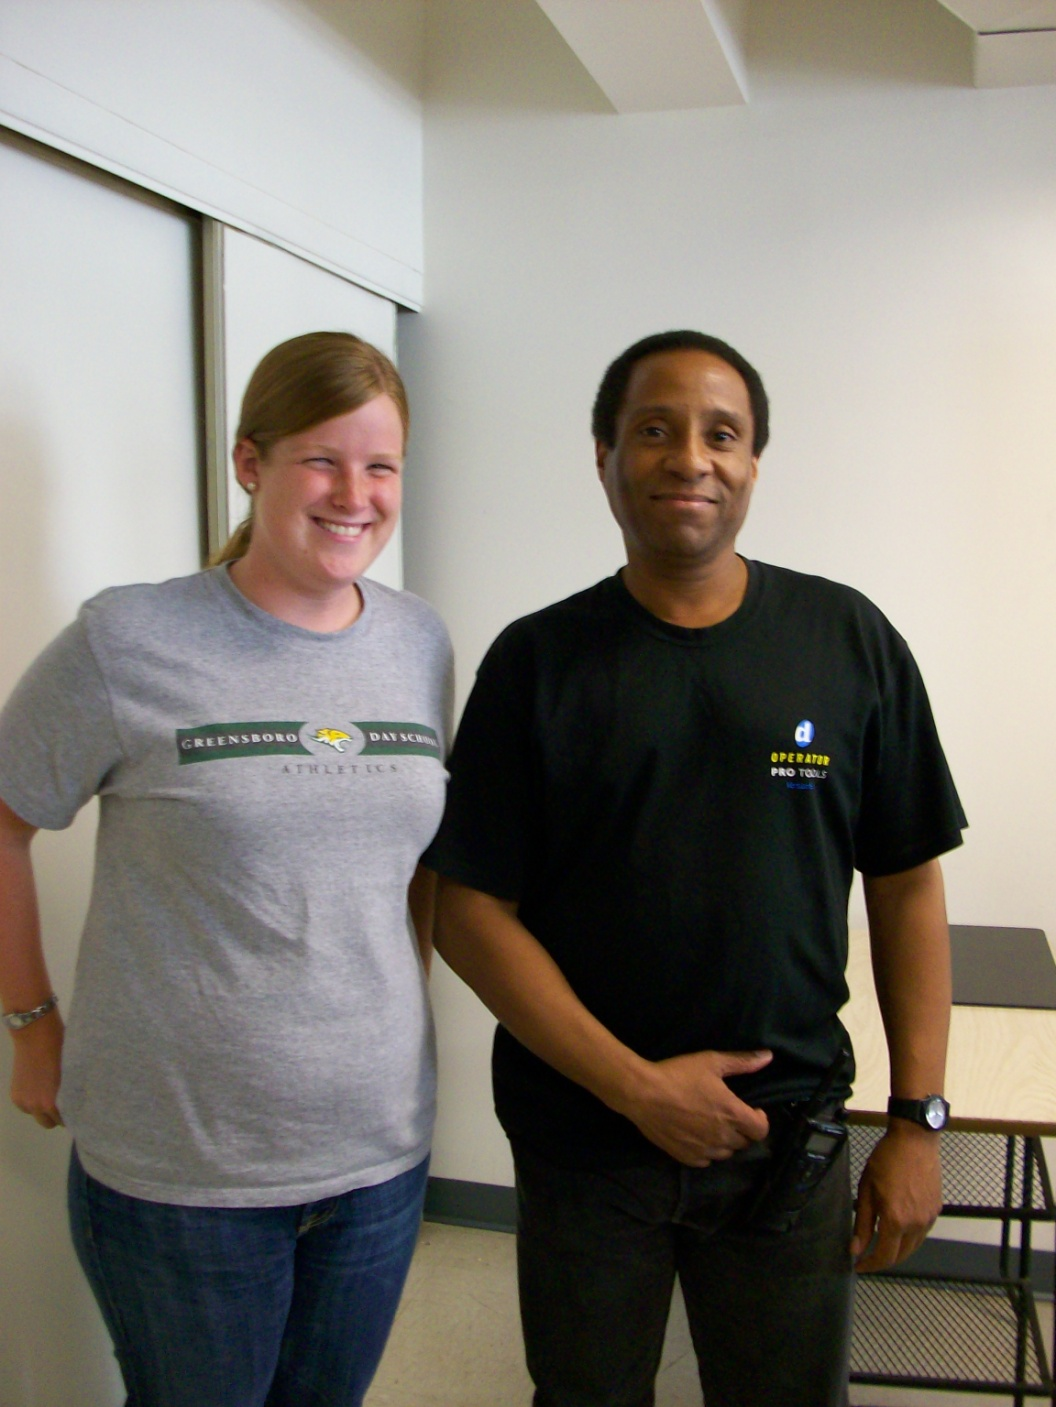 GREENSBORO DAY SCHOOL
ATHLETICS
d
OPERATOR
PRO TOOLS